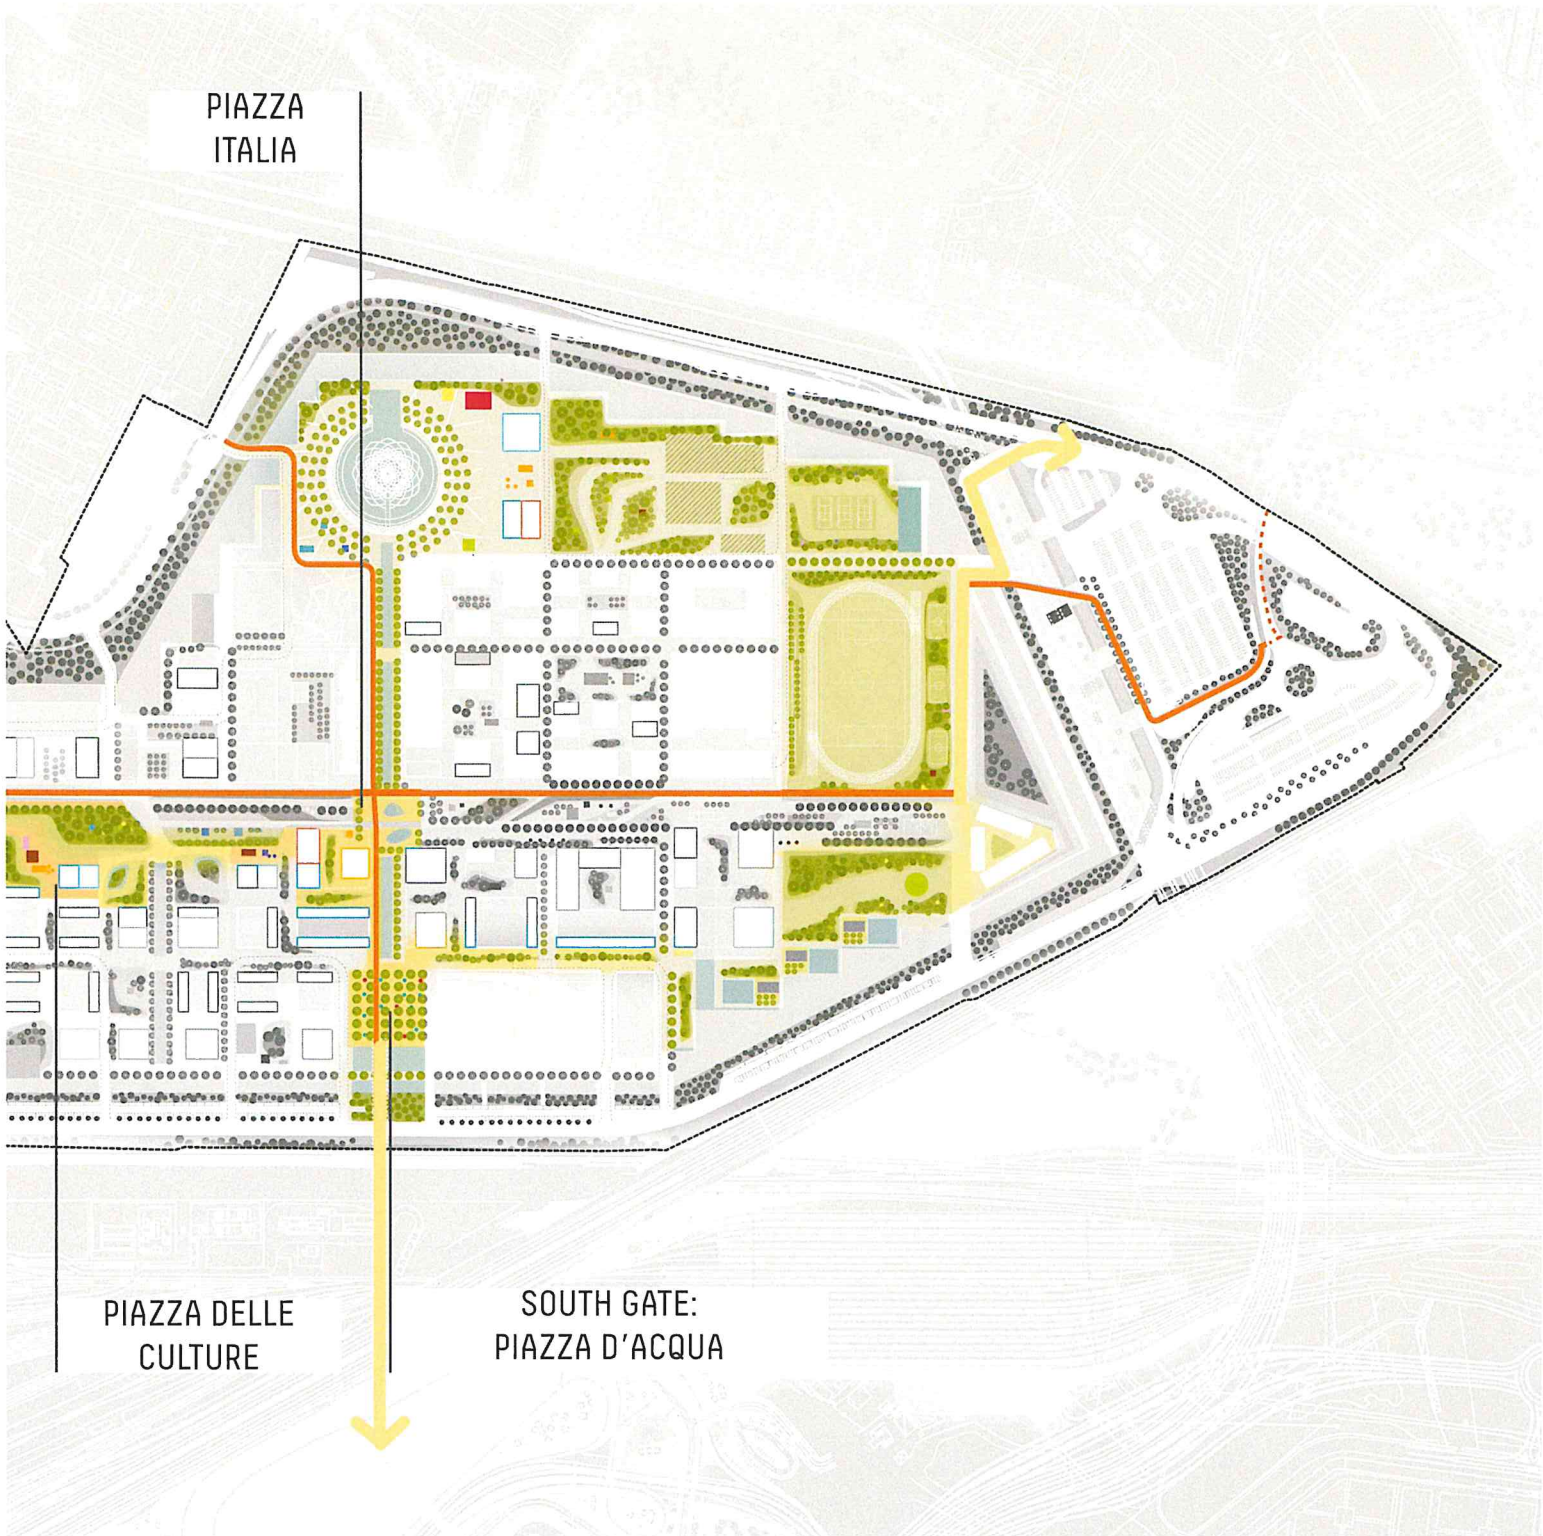 PIAZZA
ITALIA
PIAZZA DELLE
CULTURE
SOUTH GATE:
PIAZZA D'ACQUA